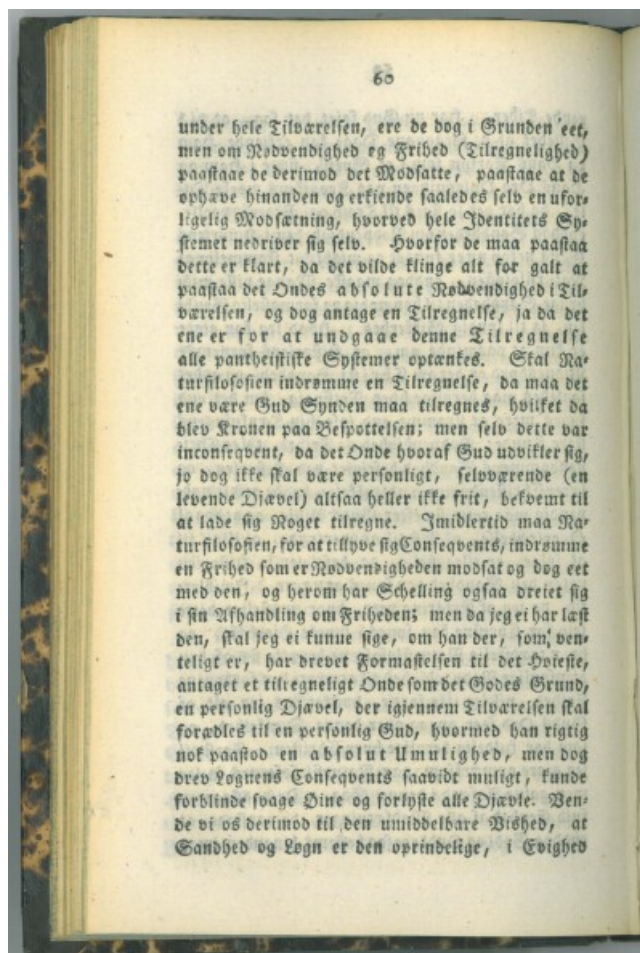 60
under hele Tilværelsen, ere de dog i Grunden eet,
men om Nødvendighed og Frihed (Tilregnelighed)
paastaae de derimod det Modsatte, paastaae at de
ophæve hinanden og erkiende saaledes selv en ufor-
ligelig Modsætning, hvorved hele Identitets Sy-
stemet nedriver sig selv. Hvorfor de maa paastaa
dette er klart, da det vilde klinge alt for galt at
paastaa det Ondes absolute Nødvendighed i Til-
værelsen, og dog antage en Tilregnelse, ja da det
ene er for at undgaae denne Tilregnelse
alle pantheistiske Systemer optænkes. Skal Na-
turfilosofien indrømme en Tilregnelse, da maa det
ene være Gud Synden maa tilregnes, hvilket da
blev Kronen paa Bespottelsen; men selv dette var
inconseqvent, da det Onde hvoraf Gud udvikler sig,
jo dog ikke skal være personligt, selvværende (en
levende Djævel) altsaa heller ikke frit, beqvemt til
at lade sig Noget tilregne. Imidlertid maa Na-
turfilosofien, for at tillyve sig Conseqvents, indrømme
en Frihed som er Nødvendigheden modsat og dog eet
med den, og herom har Schelling ogsaa dreiet sig
i sin Afhandling om Friheden; men da jeg ei har læst
den, skal jeg ei kunne sige, om han der, som ven-
teligt er, har drevet Formastelsen til det Høieste,
antaget et tilregneligt Onde som det Godes Grund,
en personlig Djævel, der igjennem Tilværelsen skal
forædles til en personlig Gud, hvormed han rigtig
nok paastod en absolut Umulighed, men dog
drev Løgnens Conseqvents saavidt muligt, kunde
forblinde svage Øine og forlyste alle Djævle. Ven-
de vi os derimod til den umiddelbare Vished, at
Sandhed og Løgn er den oprindelige, i Evighed